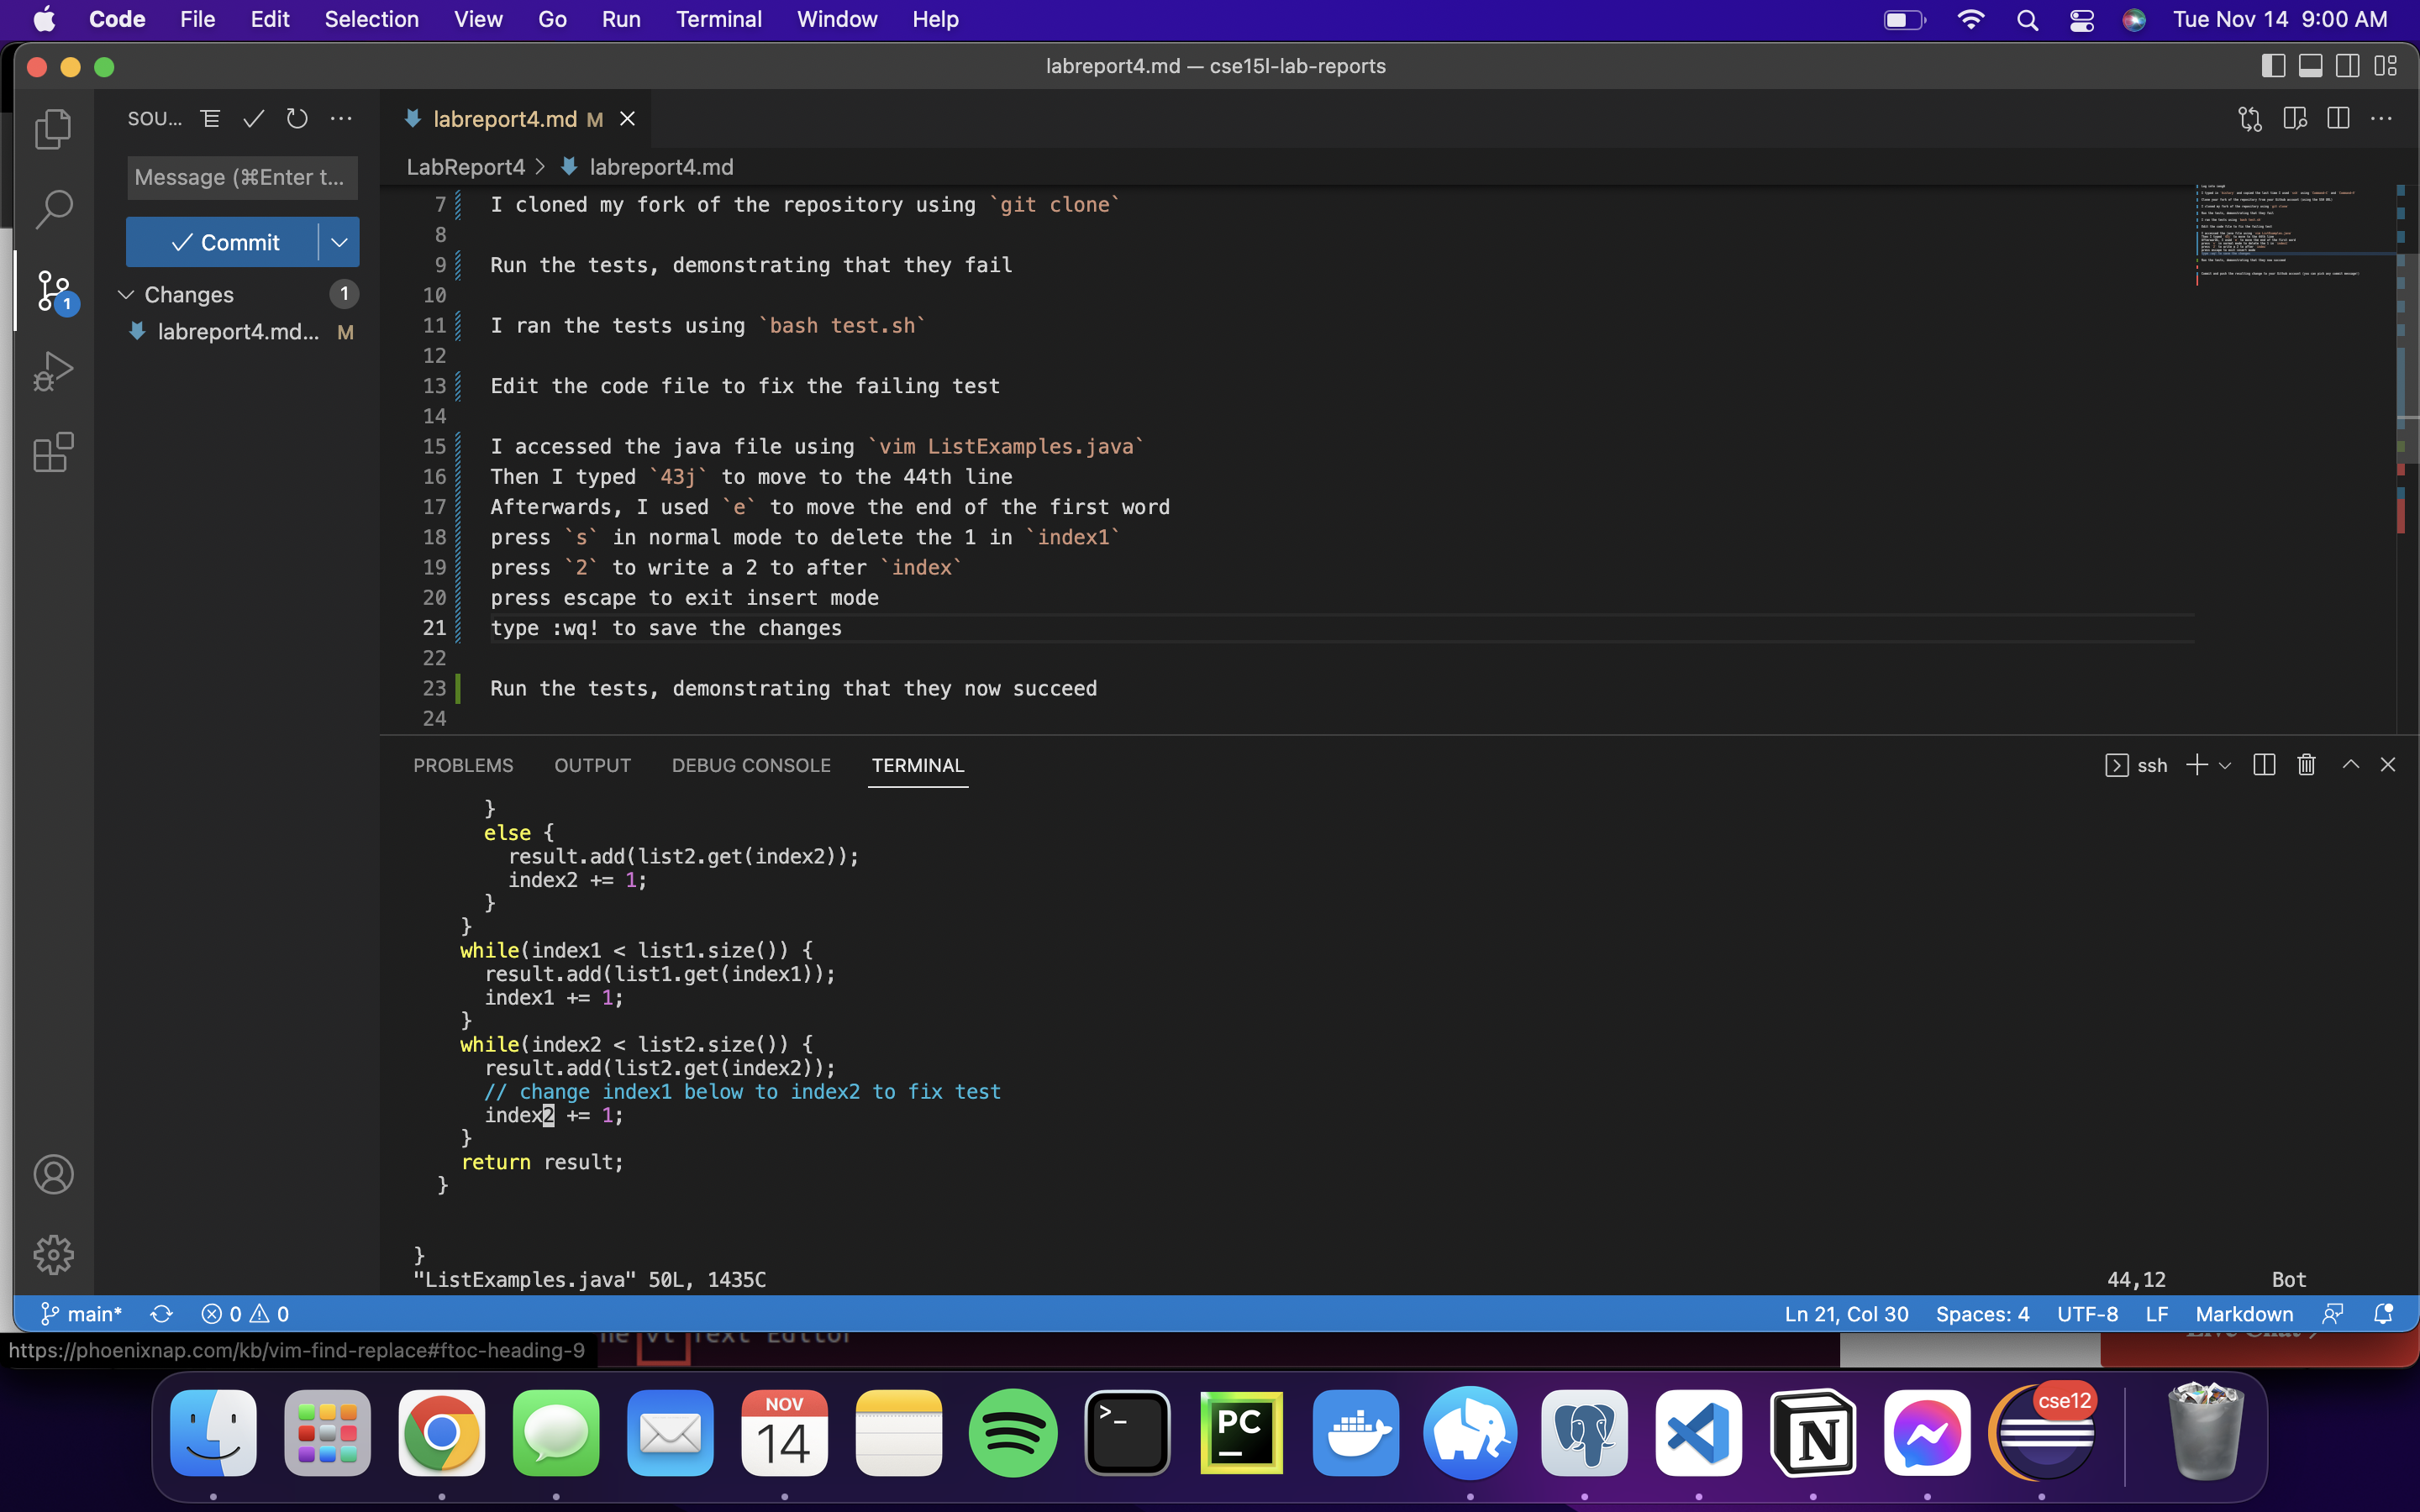 Code File Edit Selection View Go Run Terminal Window Help Tue Nov 14 9:00 AM
labreport4.md — cse15l-lab-reports
SOU...
labreport4.md M
Message (⌘Enter t...
LabReport4 > labreport4.md
Commit
Changes 1
labreport4.md... M
1
7 I cloned my fork of the repository using `git clone`
8
9 Run the tests, demonstrating that they fail
10
11 I ran the tests using `bash test.sh`
12
13 Edit the code file to fix the failing test
14
15 I accessed the java file using `vim ListExamples.java`
16 Then I typed `43j` to move to the 44th line
17 Afterwards, I used `e` to move the end of the first word
18 press `s` in normal mode to delete the 1 in `index1`
19 press `2` to write a 2 to after `index`
20 press escape to exit insert mode
21 type :wq! to save the changes
22
23 Run the tests, demonstrating that they now succeed
24
PROBLEMS OUTPUT DEBUG CONSOLE TERMINAL ssh
}
else {
result.add(list2.get(index2));
index2 += 1;
}
}
while(index1 < list1.size()) {
result.add(list1.get(index1));
index1 += 1;
}
while(index2 < list2.size()) {
result.add(list2.get(index2));
// change index1 below to index2 to fix test
index2 += 1;
}
return result;
}
}
"ListExamples.java" 50L, 1435C 44,12 Bot
main* 0 0 Ln 21, Col 30 Spaces: 4 UTF-8 LF Markdown
https://phoenixnap.com/kb/vim-find-replace#ftoc-heading-9
Text Editor
NOV
14
>_
PC
N
cse12